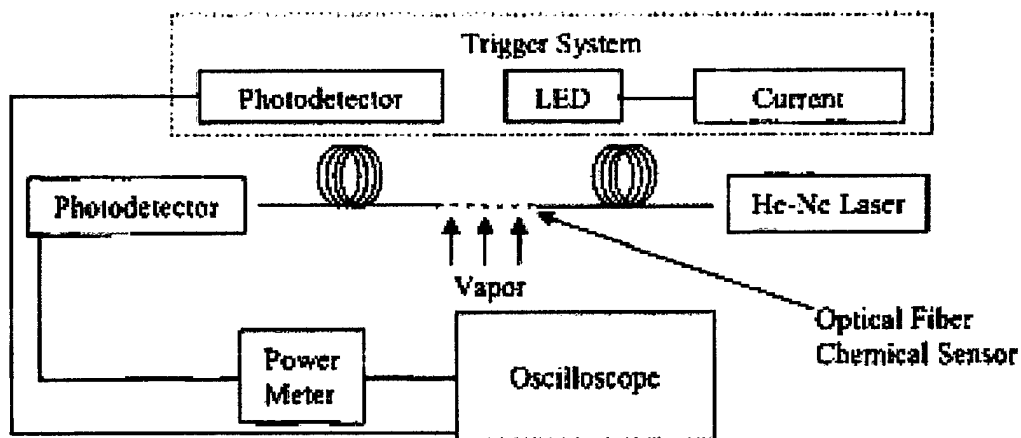 Trigger System
Photodetector
LED
Current
Photodetector
He-Ne Laser
Vapor
Optical Fiber
Chemical Sensor
Power
Meter
Oscilloscope